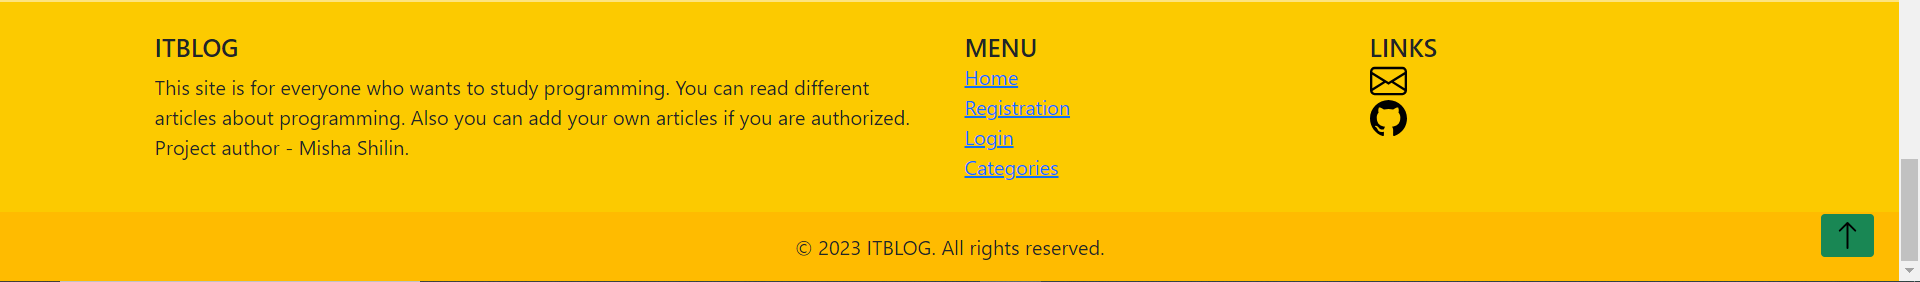 ITBLOG
This site is for everyone who wants to study programming. You can read different
articles about programming. Also you can add your own articles if you are authorized.
Project author - Misha Shilin.
MENU
Home
Registration
Login
Categories
LINKS
© 2023 ITBLOG. All rights reserved.